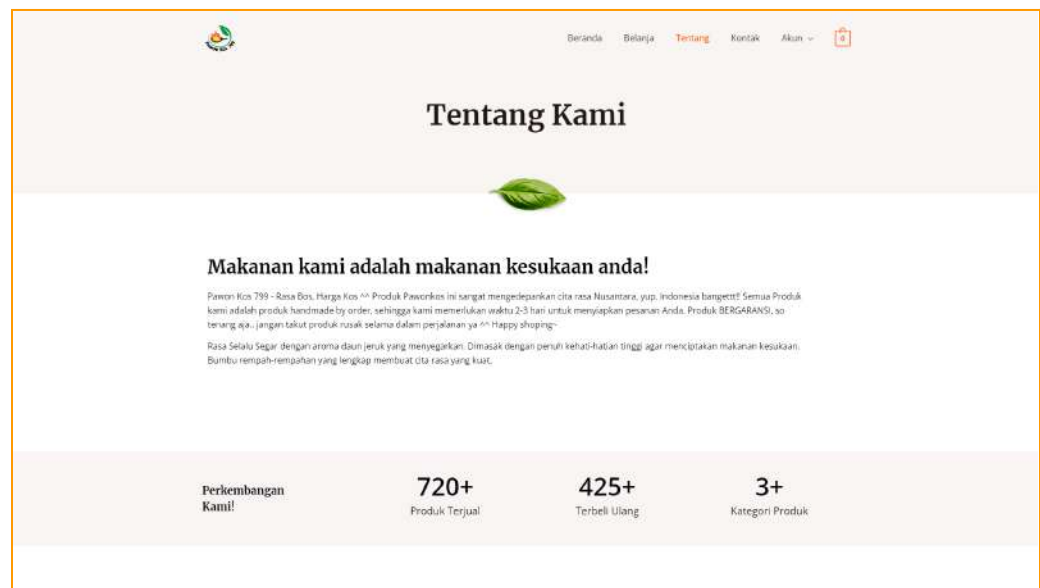 Beranda Belanja Tentang Kontak Akun 0
Tentang Kami
Makanan kami adalah makanan kesukaan anda!
Pawon Kos 799 - Rasa Bos, Harga Kos ^^ Produk Pawonkos ini sangat mengedepankan cita rasa Nusantara, yup, Indonesia bangettt!! Semua Produk
kami adalah produk handmade by order, sehingga kami memerlukan waktu 2-3 hari untuk menyiapkan pesanan Anda. Produk BERGARANSI, so
tenang aja.. jangan takut produk rusak selama dalam perjalanan ya ^^ Happy shoping~
Rasa Selalu Segar dengan aroma daun jeruk yang menyegarkan. Dimasak dengan penuh kehati-hatian tinggi agar menciptakan makanan kesukaan.
Bumbu rempah-rempahan yang lengkap membuat cita rasa yang kuat.
Perkembangan
Kami!
720+
Produk Terjual
425+
Terbeli Ulang
3+
Kategori Produk